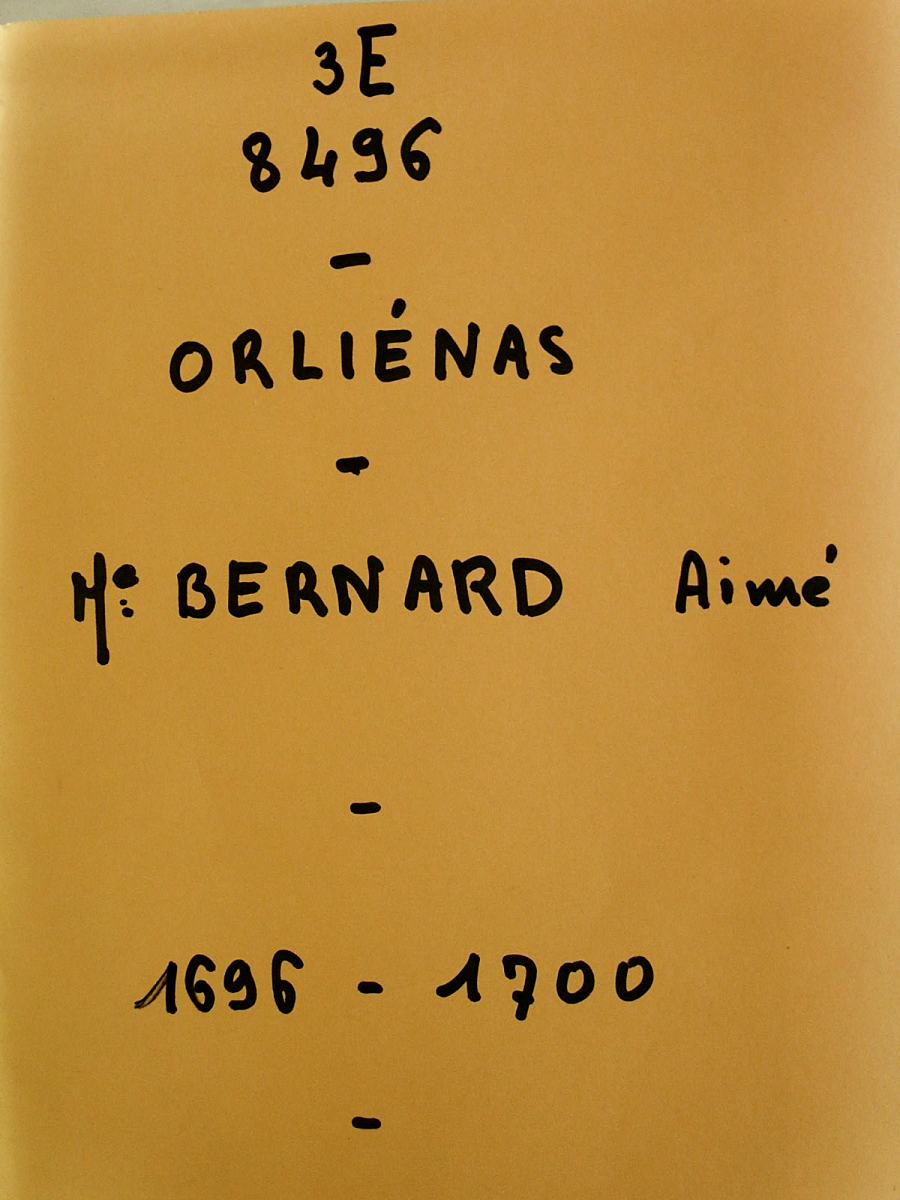 3E
8496
-
ORLIÉNAS
-
Me: BERNARD Aimé
-
1696 - 1700
-